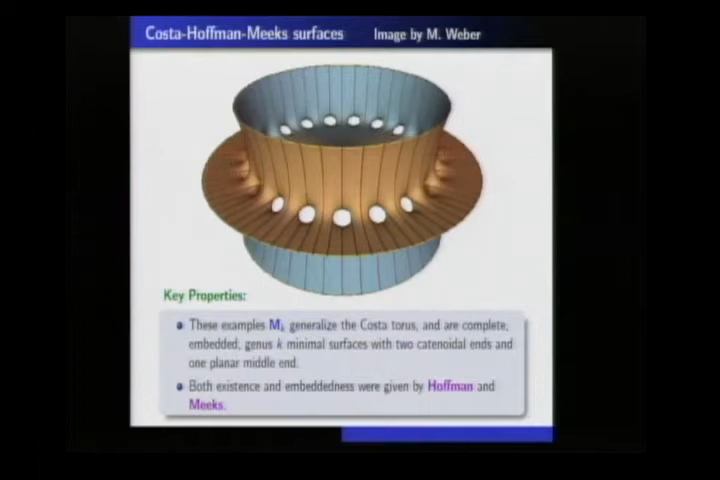 Costa-Hoffman-Meeks surfaces Image by M. Weber
Key Properties:
These examples Mk generalize the Costa torus, and are complete,
embedded, genus k minimal surfaces with two catenoidal ends and
one planar middle end.
Both existence and embeddedness were given by Hoffman and
Meeks.